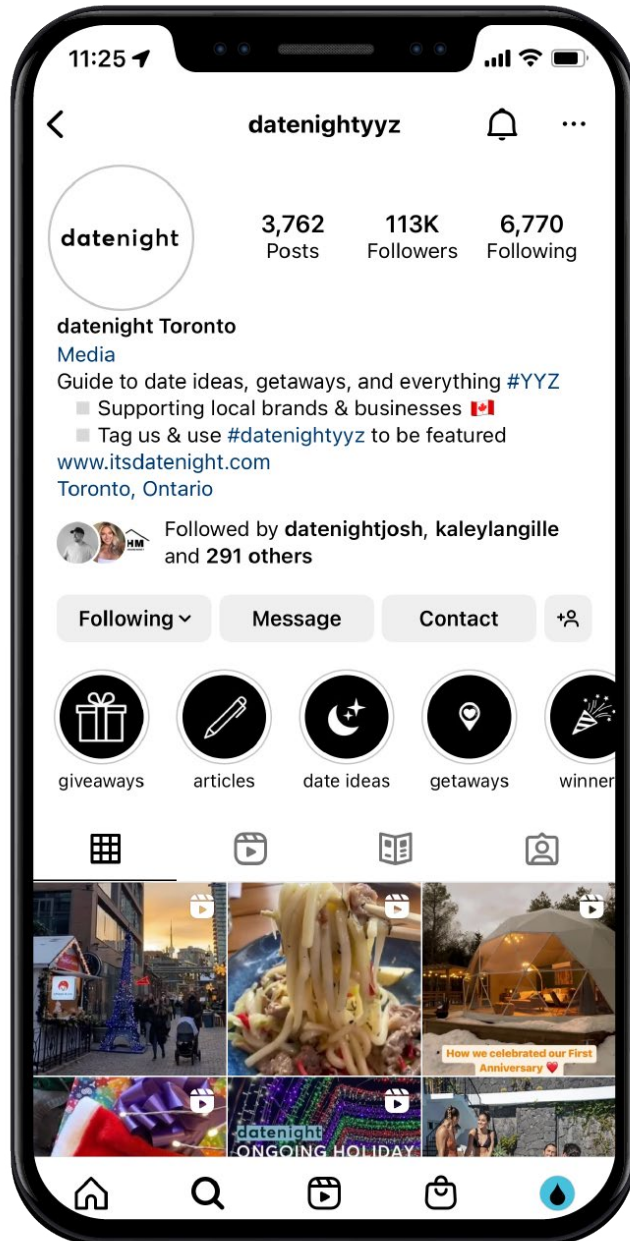 11:25
datenightyyz
datenight
3,762
Posts
113K
Followers
6,770
Following
datenight Toronto
Media
Guide to date ideas, getaways, and everything #YYZ
Supporting local brands & businesses 🇨🇦
Tag us & use #datenightyyz to be featured
www.itsdatenight.com
Toronto, Ontario
HM
Followed by datenightjosh, kaleylangille
and 291 others
Following
Message
Contact
giveaways
articles
date ideas
getaways
winner
How we celebrated our First
Anniversary ❤️
datenight
ONGOING HOLIDAY